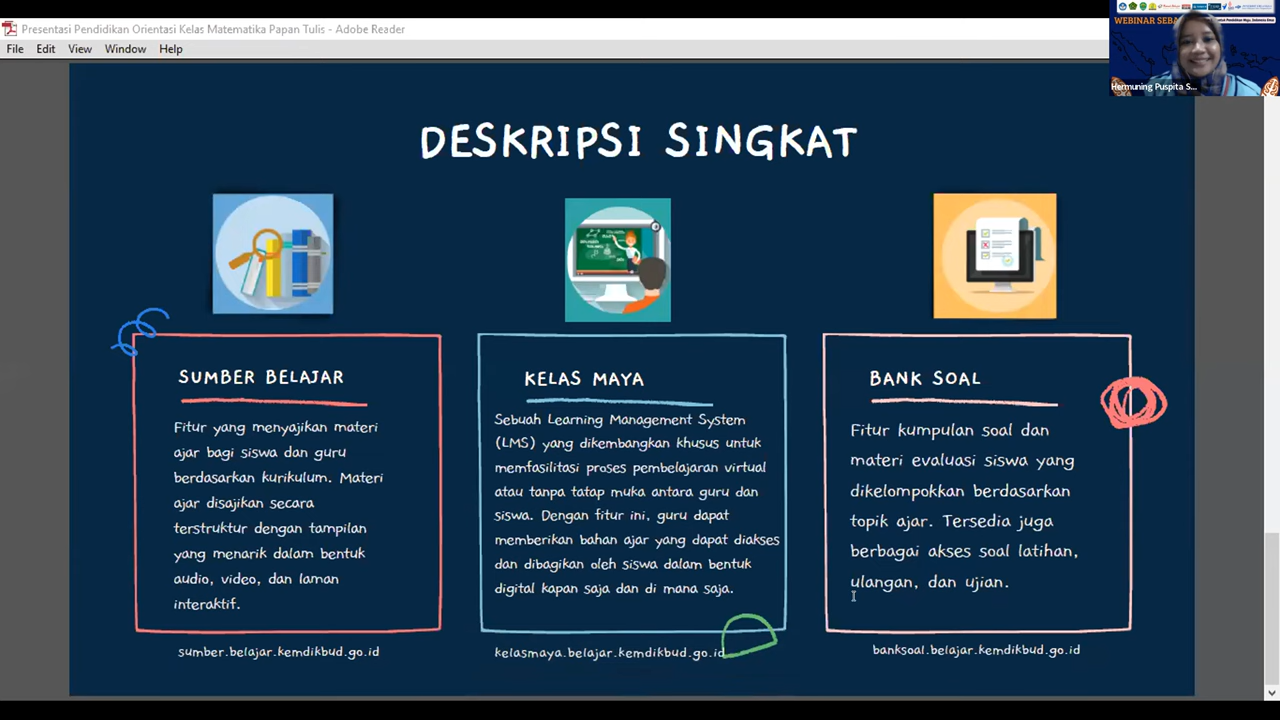 Presentasi Pendidikan Orientasi Kelas Matematika Papan Tulis - Adobe Reader
File Edit View Window Help
WEBINAR SEBA
Hermuning Puspita S...
DESKRIPSI SINGKAT
SUMBER BELAJAR
Fitur yang menyajikan materi
ajar bagi siswa dan guru
berdasarkan kurikulum. Materi
ajar disajikan secara
terstruktur dengan tampilan
yang menarik dalam bentuk
audio, video, dan laman
interaktif.
sumber.belajar.kemdikbud.go.id
KELAS MAYA
Sebuah Learning Management System
(LMS) yang dikembangkan khusus untuk
memfasilitasi proses pembelajaran virtual
atau tanpa tatap muka antara guru dan
siswa. Dengan fitur ini, guru dapat
memberikan bahan ajar yang dapat diakses
dan dibagikan oleh siswa dalam bentuk
digital kapan saja dan di mana saja.
kelasmaya.belajar.kemdikbud.go.id
BANK SOAL
Fitur kumpulan soal dan
materi evaluasi siswa yang
dikelompokkan berdasarkan
topik ajar. Tersedia juga
berbagai akses soal latihan,
ulangan, dan ujian.
banksoal.belajar.kemdikbud.go.id